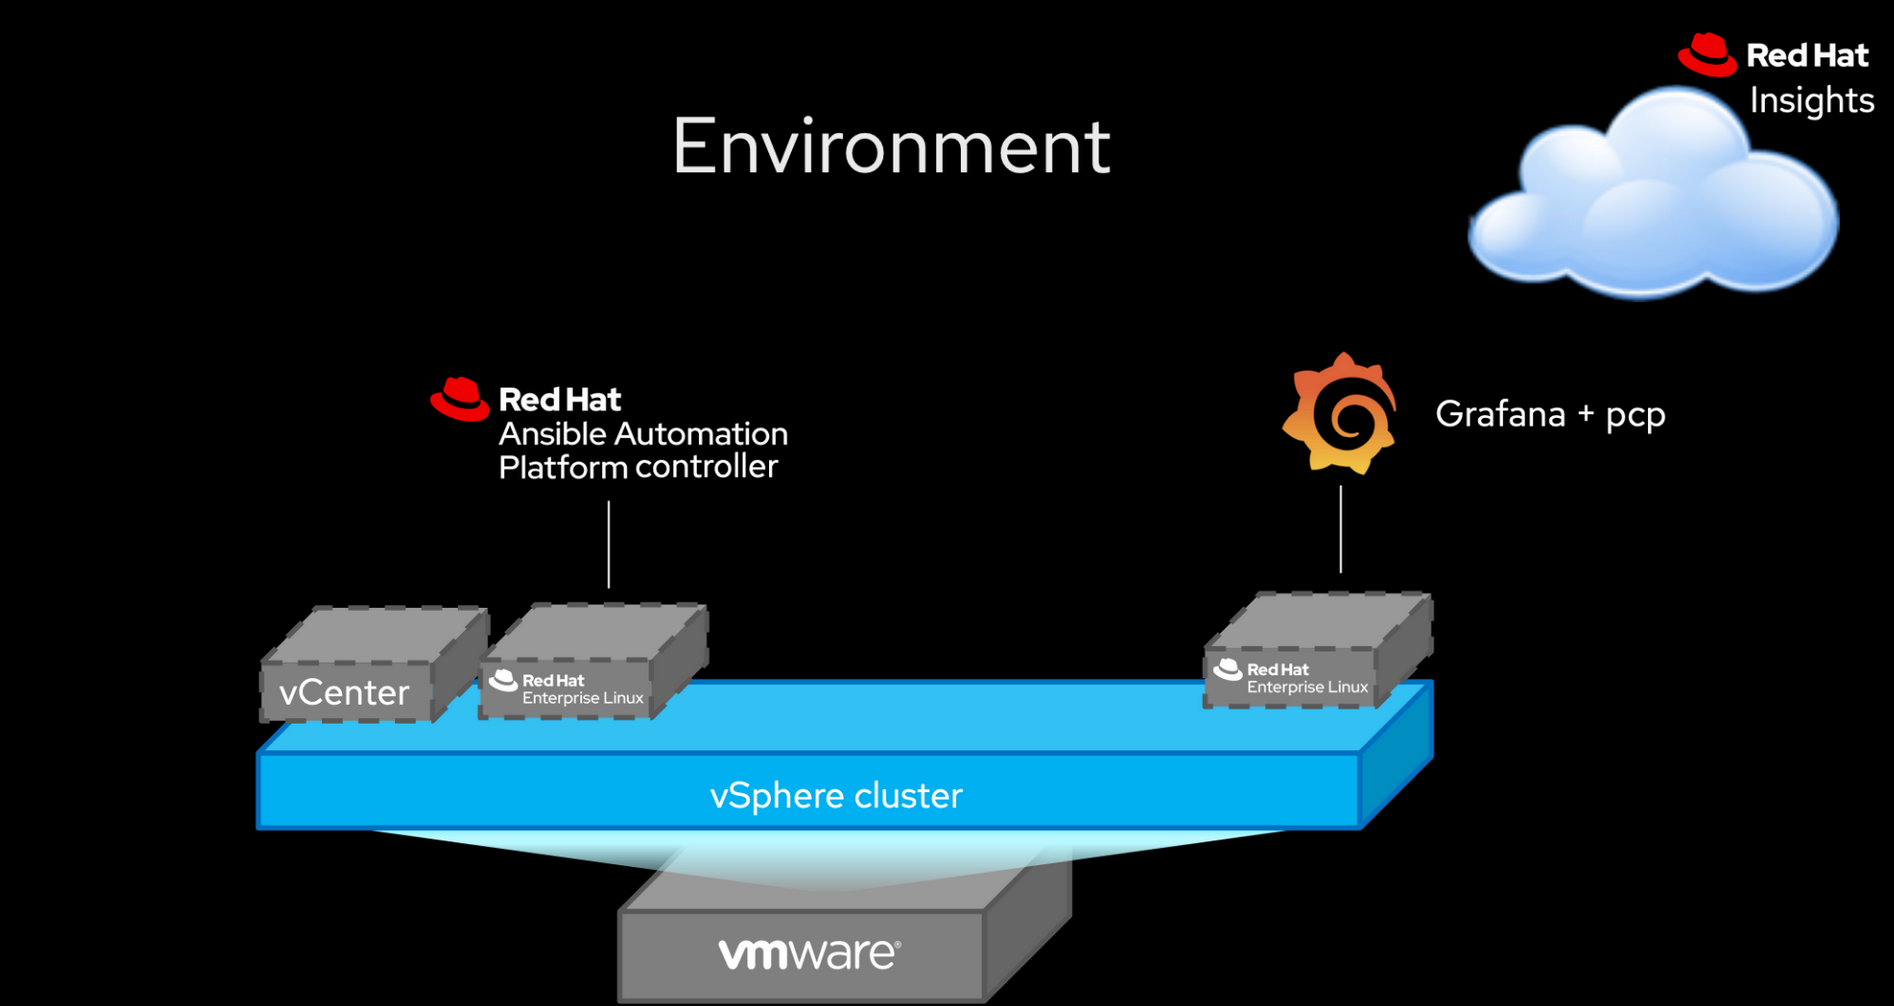 Red Hat
Insights
Environment
Red Hat
Ansible Automation
Platform controller
Grafana + pcp
vCenter
Red Hat
Enterprise Linux
Red Hat
Enterprise Linux
vSphere cluster
vmware®